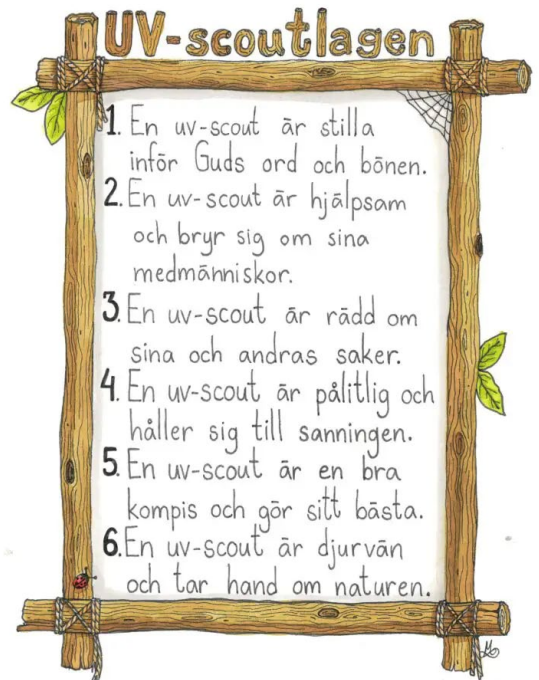 UV-scoutlagen
1. En uv-scout är stilla
inför Guds ord och bönen.
2. En uv-scout är hjälpsam
och bryr sig om sina
medmänniskor.
3. En uv-scout är rädd om
sina och andras saker.
4. En uv-scout är pålitlig och
håller sig till sanningen.
5. En uv-scout är en bra
kompis och gör sitt bästa.
6. En uv-scout är djurvän
och tar hand om naturen.